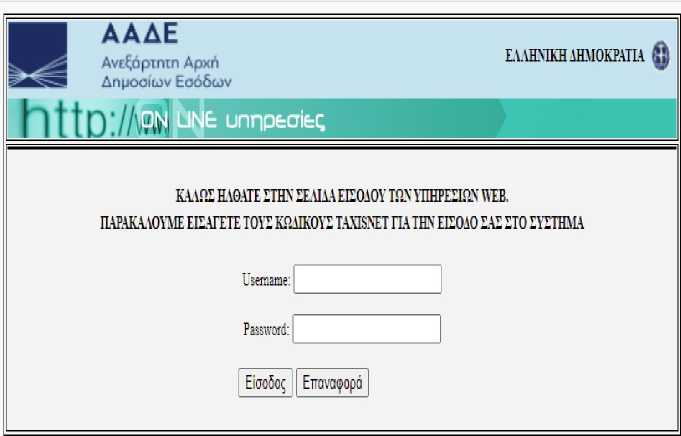 ΑΑΔΕ
Ανεξάρτητη Αρχή
Δημοσίων Εσόδων
ΕΛΛΗΝΙΚΗ ΔΗΜΟΚΡΑΤΙΑ
http://www
ON LINE υπηρεσίες
ΚΑΛΩΣ ΗΛΘΑΤΕ ΣΤΗΝ ΣΕΛΙΔΑ ΕΙΣΟΔΟΥ ΤΩΝ ΥΠΗΡΕΣΙΩΝ WEB.
ΠΑΡΑΚΑΛΟΥΜΕ ΕΙΣΑΓΕΤΕ ΤΟΥΣ ΚΩΔΙΚΟΥΣ TAXISNET ΓΙΑ ΤΗΝ ΕΙΣΟΔΟ ΣΑΣ ΣΤΟ ΣΥΣΤΗΜΑ
Username:
Password:
Είσοδος Επαναφορά